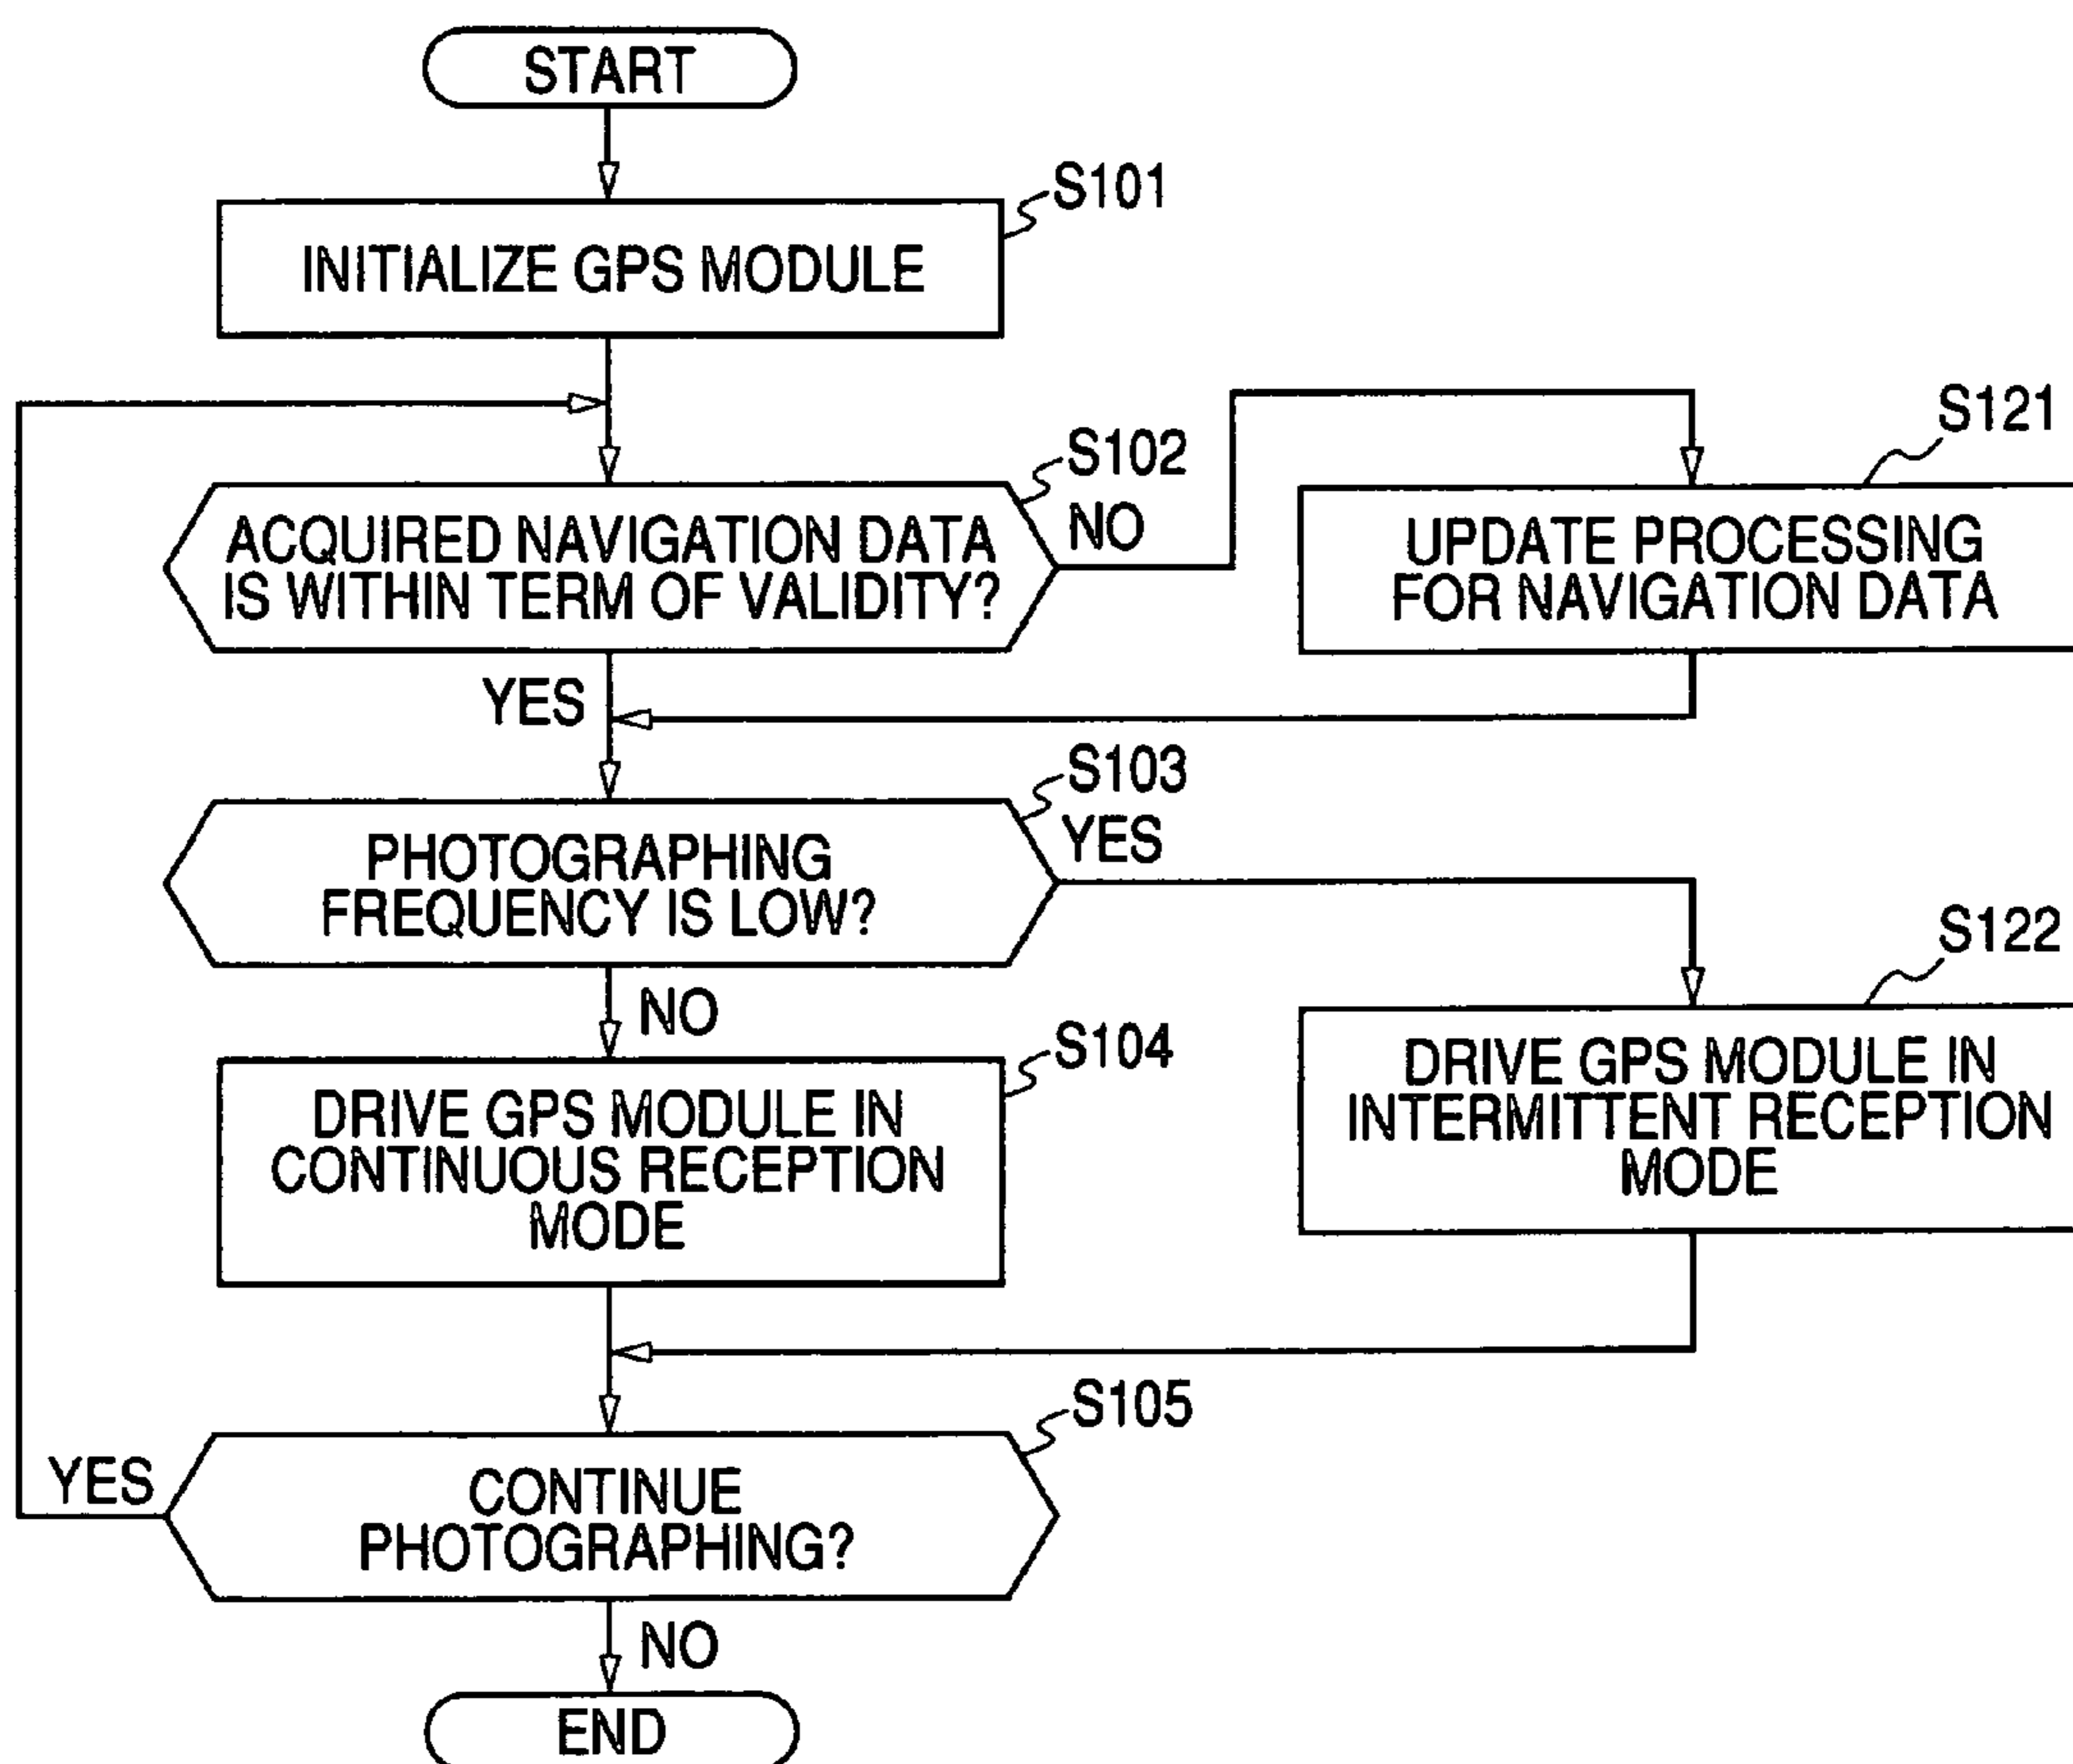 START
S101
INITIALIZE GPS MODULE
S102
ACQUIRED NAVIGATION DATA
IS WITHIN TERM OF VALIDITY?
NO
S121
UPDATE PROCESSING
FOR NAVIGATION DATA
YES
S103
PHOTOGRAPHING
FREQUENCY IS LOW?
YES
NO
S104
DRIVE GPS MODULE IN
CONTINUOUS RECEPTION
MODE
S122
DRIVE GPS MODULE IN
INTERMITTENT RECEPTION
MODE
S105
CONTINUE
PHOTOGRAPHING?
YES
NO
END